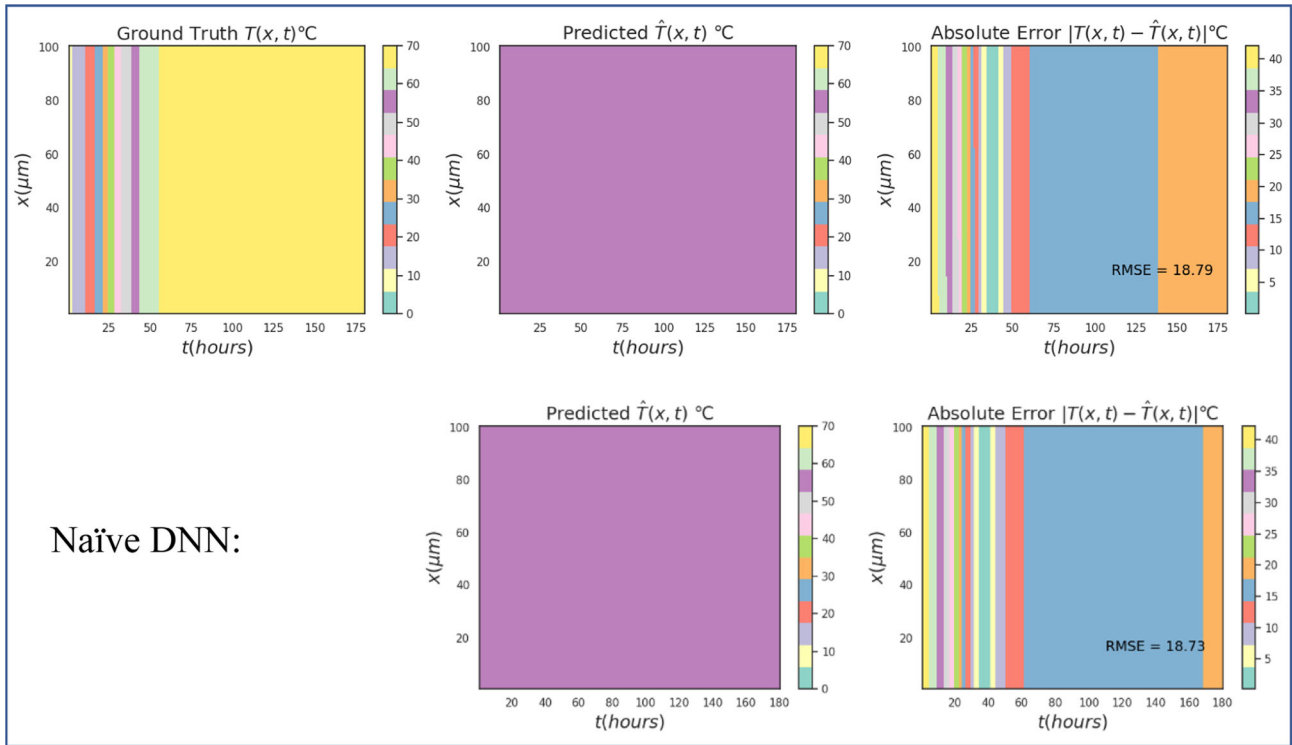 Ground Truth T(x, t)°C
100
80
60
40
20
x(μm)
25 50 75 100 125 150 175
t(hours)
70
60
50
40
30
20
10
0
Predicted T̂(x, t) °C
100
80
60
40
20
x(μm)
25 50 75 100 125 150 175
t(hours)
70
60
50
40
30
20
10
0
Absolute Error |T(x, t) − T̂(x, t)|°C
100
80
60
40
20
x(μm)
RMSE = 18.79
25 50 75 100 125 150 175
t(hours)
40
35
30
25
20
15
10
5
Naïve DNN:
Predicted T̂(x, t) °C
100
80
60
40
20
x(μm)
20 40 60 80 100 120 140 160 180
t(hours)
70
60
50
40
30
20
10
0
Absolute Error |T(x, t) − T̂(x, t)|°C
100
80
60
40
20
x(μm)
RMSE = 18.73
20 40 60 80 100 120 140 160 180
t(hours)
40
35
30
25
20
15
10
5